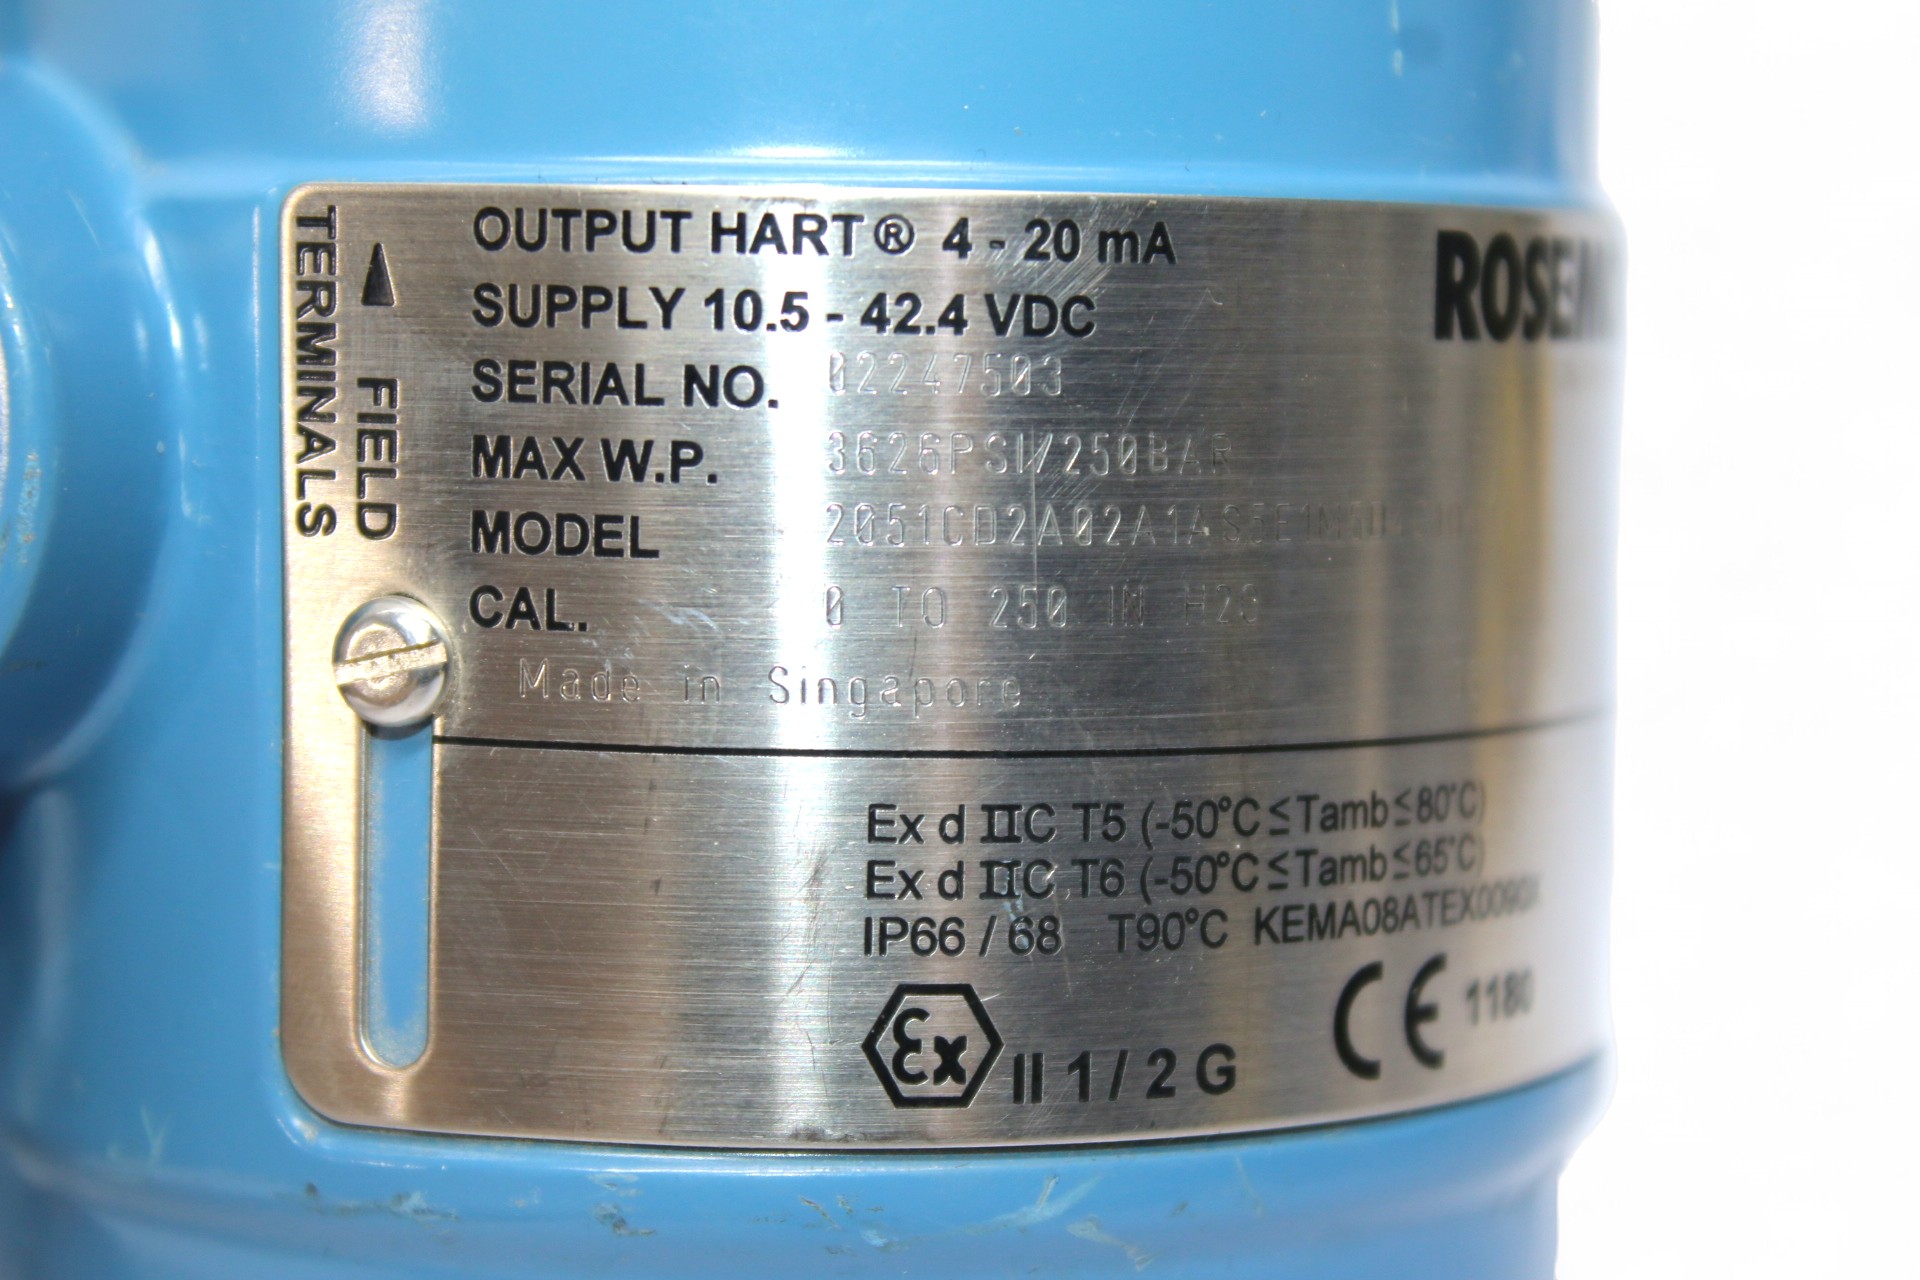 TERMINALS
FIELD
OUTPUT HART® 4 - 20 mA
SUPPLY 10.5 - 42.4 VDC
SERIAL NO. 02247503
MAX W.P. 3626PSI/250BAR
MODEL
CAL. 0 TO 250 IN H2O
Made in Singapore
Ex d IIC T5 (-50°C≤Tamb≤80°C)
Ex d IIC T6 (-50°C≤Tamb≤65°C)
IP66 / 68 T90°C
Ex II 1 / 2 G
CE 1180